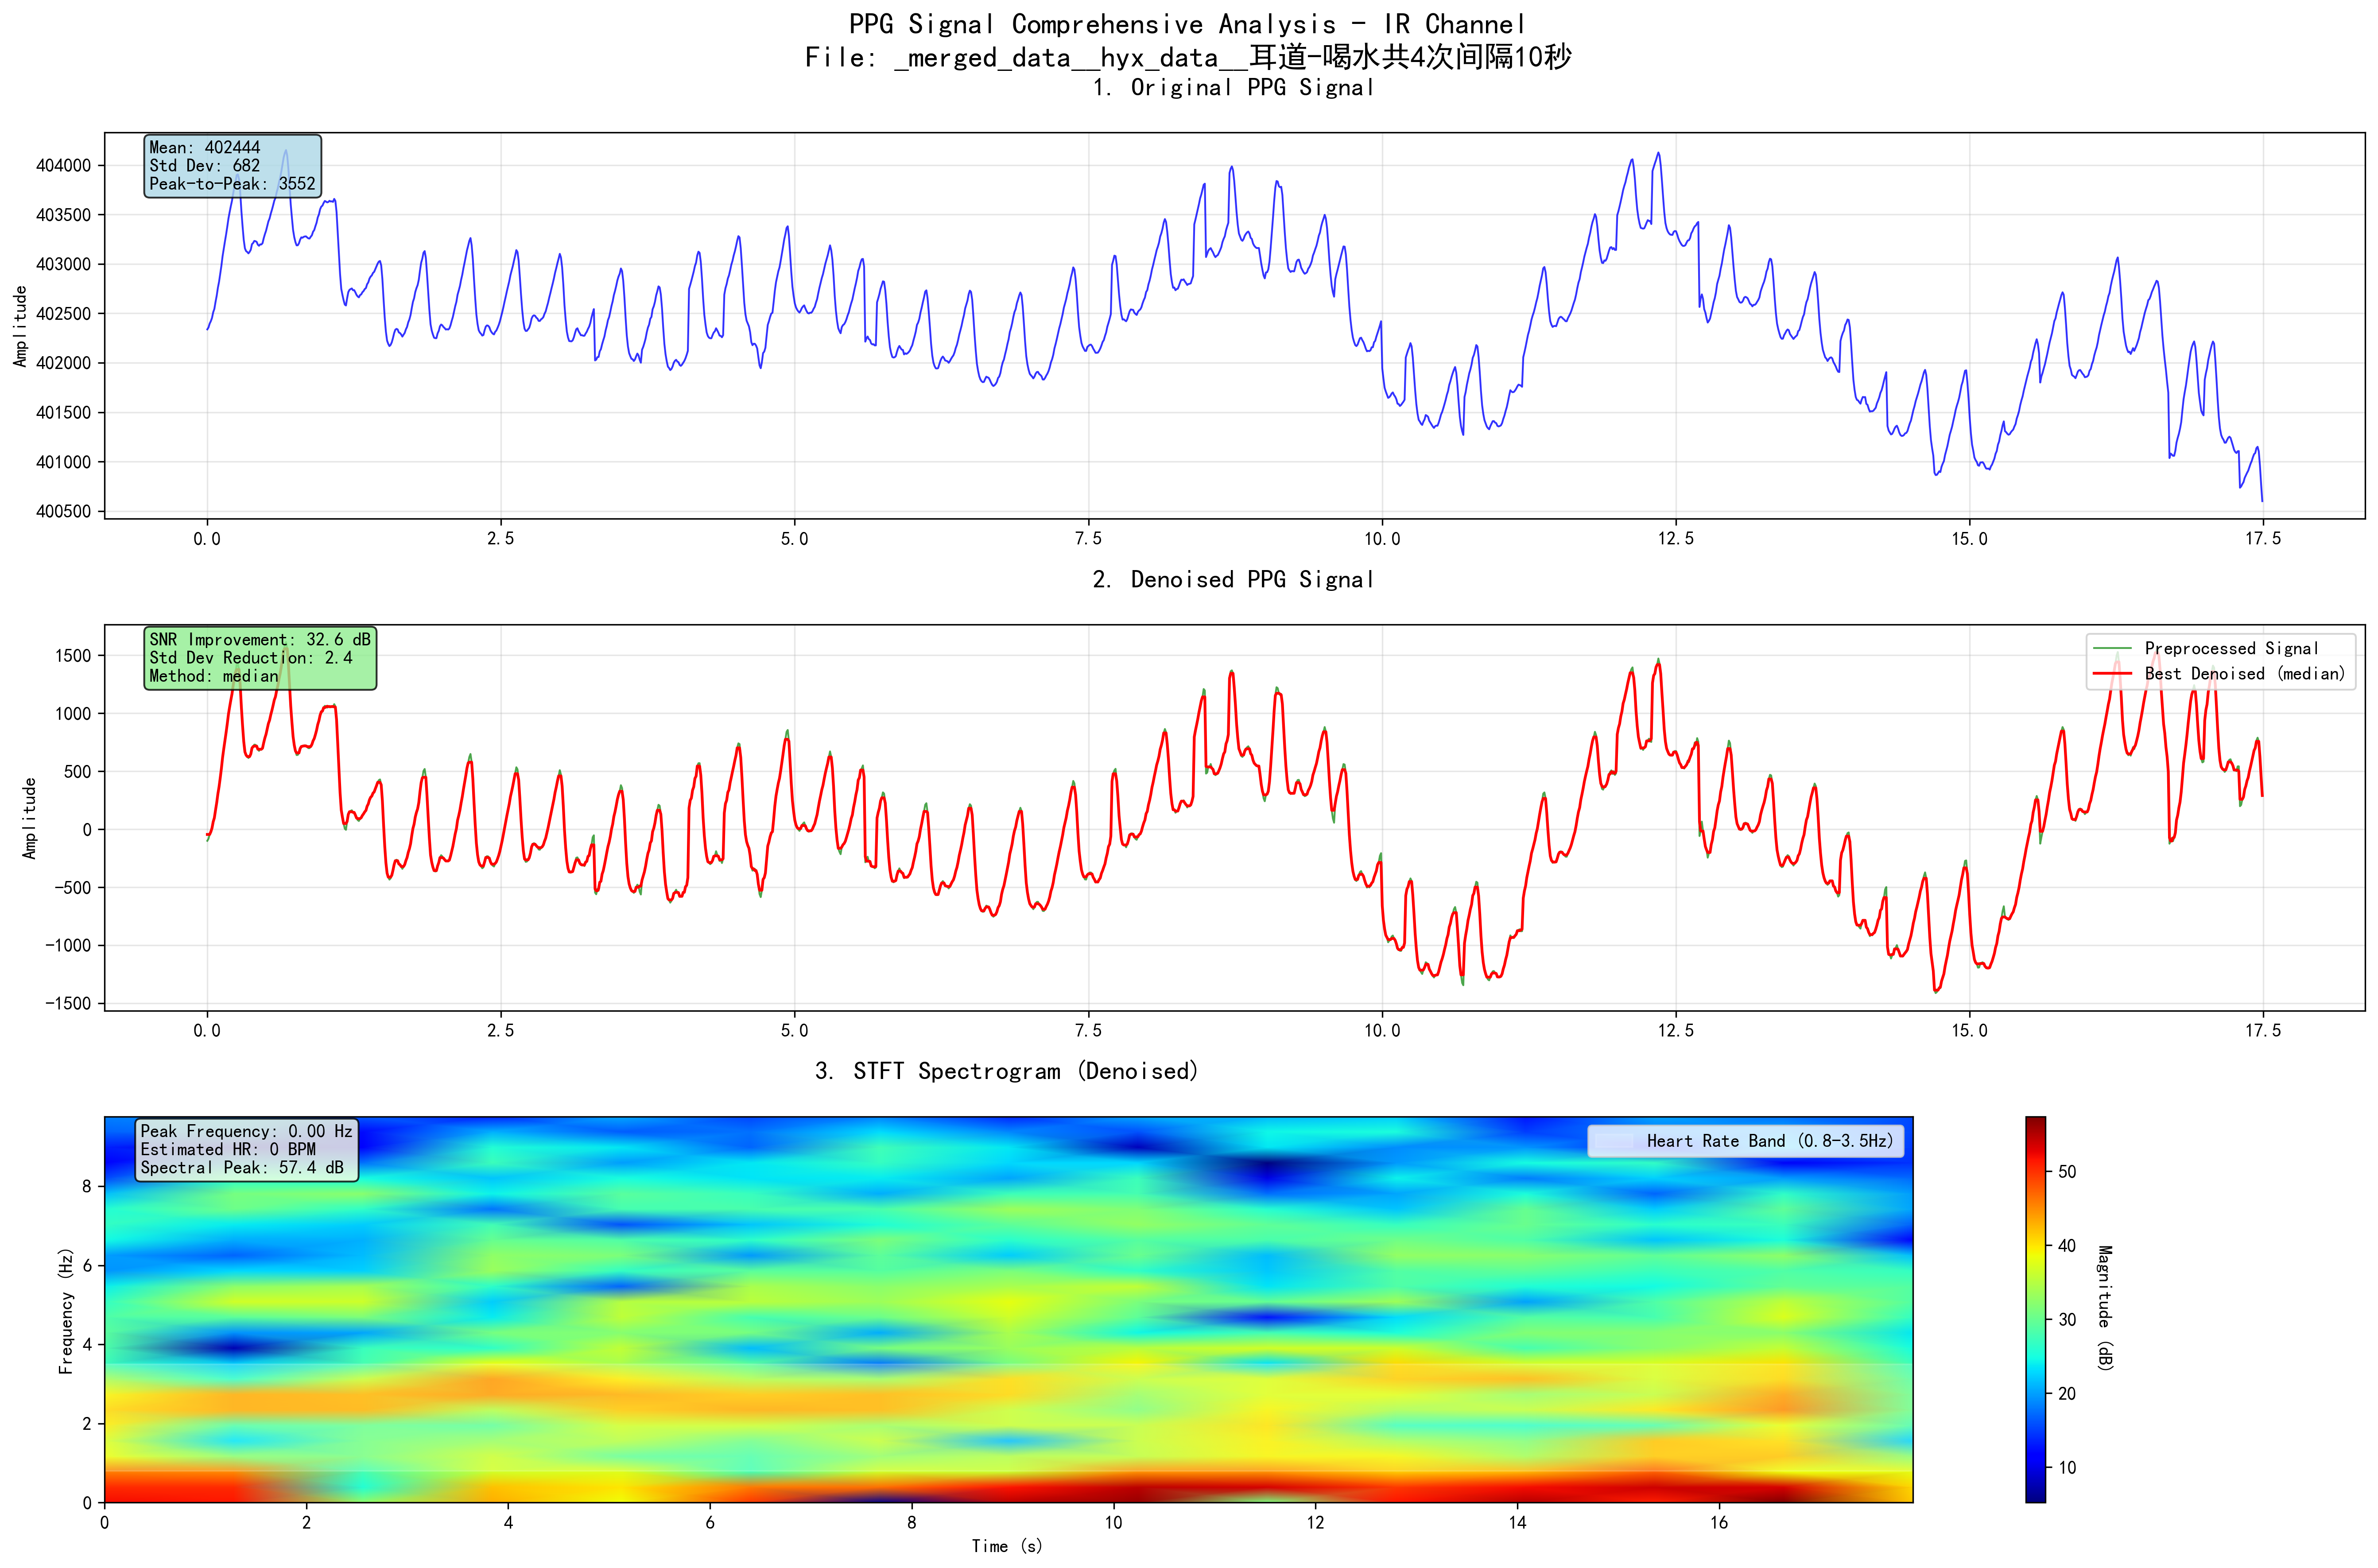 PPG Signal Comprehensive Analysis - IR Channel
File: _merged_data__hyx_data__耳道-喝水共4次间隔10秒
1. Original PPG Signal
Mean: 402444
Std Dev: 682
Peak-to-Peak: 3552
404000
403500
403000
402500
402000
401500
401000
400500
Amplitude
0.0 2.5 5.0 7.5 10.0 12.5 15.0 17.5
2. Denoised PPG Signal
SNR Improvement: 32.6 dB
Std Dev Reduction: 2.4
Method: median
Preprocessed Signal
Best Denoised (median)
1500
1000
500
0
-500
-1000
-1500
Amplitude
0.0 2.5 5.0 7.5 10.0 12.5 15.0 17.5
3. STFT Spectrogram (Denoised)
Peak Frequency: 0.00 Hz
Estimated HR: 0 BPM
Spectral Peak: 57.4 dB
Heart Rate Band (0.8-3.5Hz)
8
6
4
2
0
Frequency (Hz)
0 2 4 6 8 10 12 14 16
Time (s)
50
40
30
20
10
Magnitude (dB)